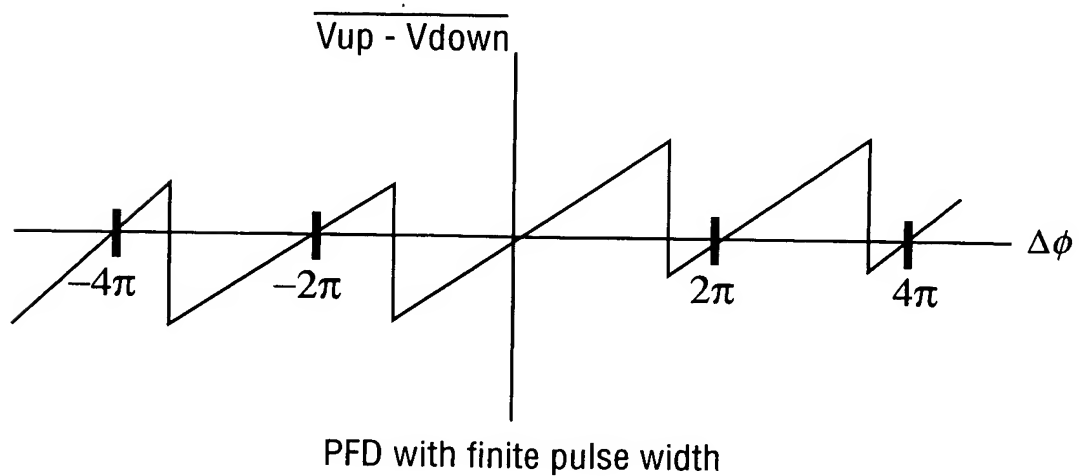 Vup - Vdown
−4π
−2π
2π
4π
Δϕ
PFD with finite pulse width